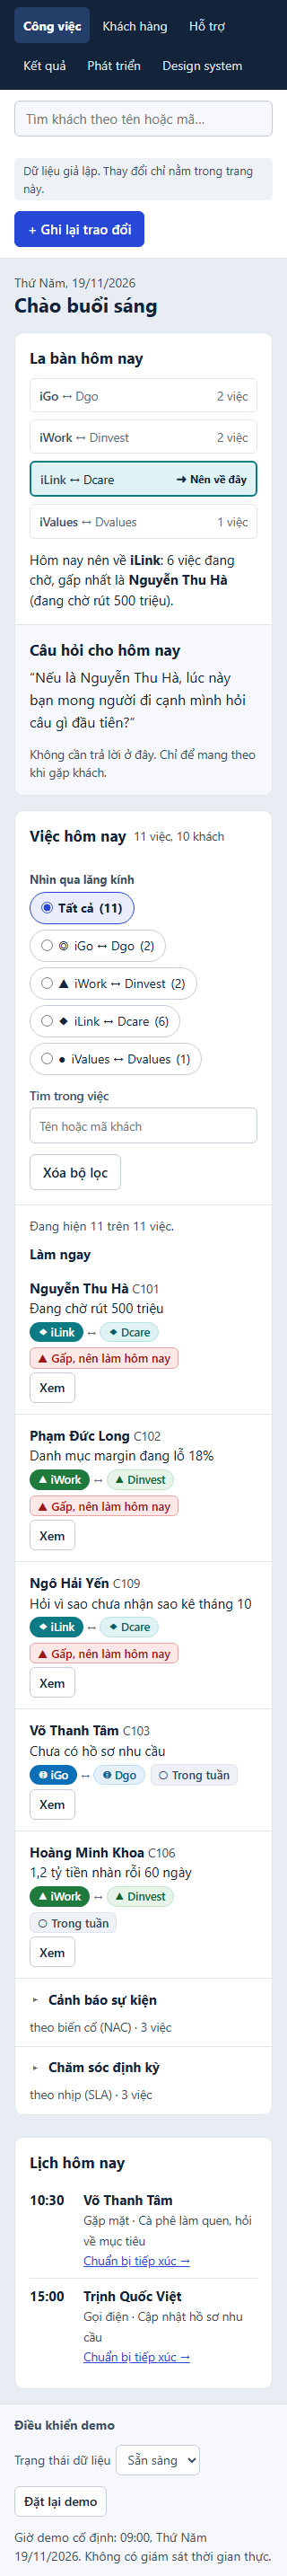 Công việc Khách hàng Hỗ trợ
Kết quả Phát triển Design system
Tìm khách theo tên hoặc mã...
Dữ liệu giả lập. Thay đổi chỉ nằm trong trang
này.
+ Ghi lại trao đổi
Thứ Năm, 19/11/2026
Chào buổi sáng
La bàn hôm nay
iGo ↔ Dgo 2 việc
iWork ↔ Dinvest 2 việc
iLink ↔ Dcare ➜ Nên về đây
iValues ↔ Dvalues 1 việc
Hôm nay nên về iLink: 6 việc đang
chờ, gấp nhất là Nguyễn Thu Hà
(đang chờ rút 500 triệu).
Câu hỏi cho hôm nay
“Nếu là Nguyễn Thu Hà, lúc này
bạn mong người đi cạnh mình hỏi
câu gì đầu tiên?”
Không cần trả lời ở đây. Chỉ để mang theo
khi gặp khách.
Việc hôm nay 11 việc, 10 khách
Nhìn qua lăng kính
Tất cả (11)
iGo ↔ Dgo (2)
▲ iWork ↔ Dinvest (2)
◆ iLink ↔ Dcare (6)
● iValues ↔ Dvalues (1)
Tìm trong việc
Tên hoặc mã khách
Xóa bộ lọc
Đang hiện 11 trên 11 việc.
Làm ngay
Nguyễn Thu Hà C101
Đang chờ rút 500 triệu
◆ iLink ↔ ◆ Dcare
▲ Gấp, nên làm hôm nay
Xem
Phạm Đức Long C102
Danh mục margin đang lỗ 18%
▲ iWork ↔ ▲ Dinvest
▲ Gấp, nên làm hôm nay
Xem
Ngô Hải Yến C109
Hỏi vì sao chưa nhận sao kê tháng 10
◆ iLink ↔ ◆ Dcare
▲ Gấp, nên làm hôm nay
Xem
Võ Thanh Tâm C103
Chưa có hồ sơ nhu cầu
iGo ↔ Dgo ○ Trong tuần
Xem
Hoàng Minh Khoa C106
1,2 tỷ tiền nhàn rỗi 60 ngày
▲ iWork ↔ ▲ Dinvest
○ Trong tuần
Xem
▸ Cảnh báo sự kiện
theo biến cố (NAC) · 3 việc
▸ Chăm sóc định kỳ
theo nhịp (SLA) · 3 việc
Lịch hôm nay
10:30 Võ Thanh Tâm
Gặp mặt · Cà phê làm quen, hỏi
về mục tiêu
Chuẩn bị tiếp xúc →
15:00 Trịnh Quốc Việt
Gọi điện · Cập nhật hồ sơ nhu
cầu
Chuẩn bị tiếp xúc →
Điều khiển demo
Trạng thái dữ liệu Sẵn sàng
Đặt lại demo
Giờ demo cố định: 09:00, Thứ Năm
19/11/2026. Không có giám sát thời gian thực.